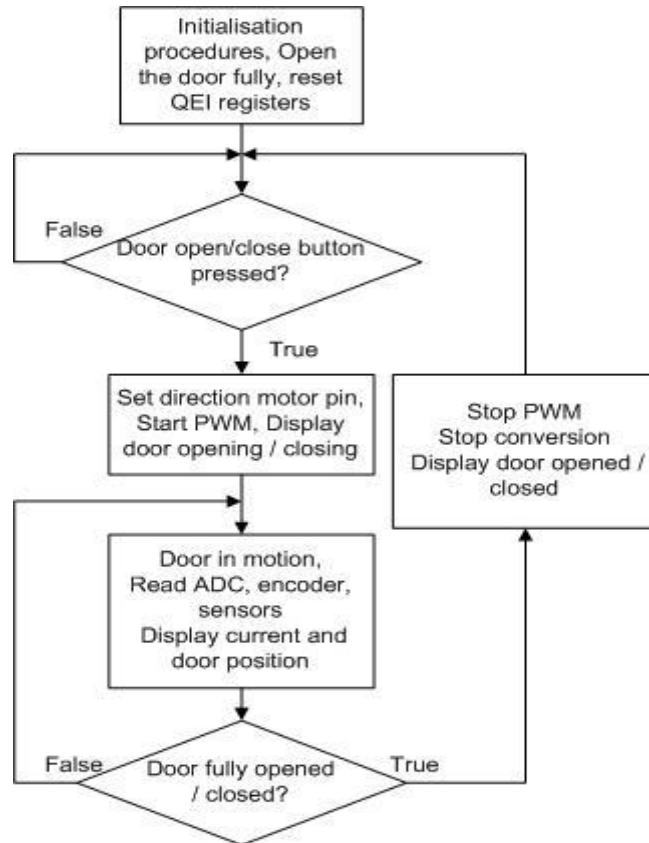 Initialisation
procedures, Open
the door fully, reset
QEI registers
False
Door open/close button
pressed?
True
Set direction motor pin,
Start PWM, Display
door opening / closing
Stop PWM
Stop conversion
Display door opened /
closed
Door in motion,
Read ADC, encoder,
sensors
Display current and
door position
False
Door fully opened
/ closed?
True